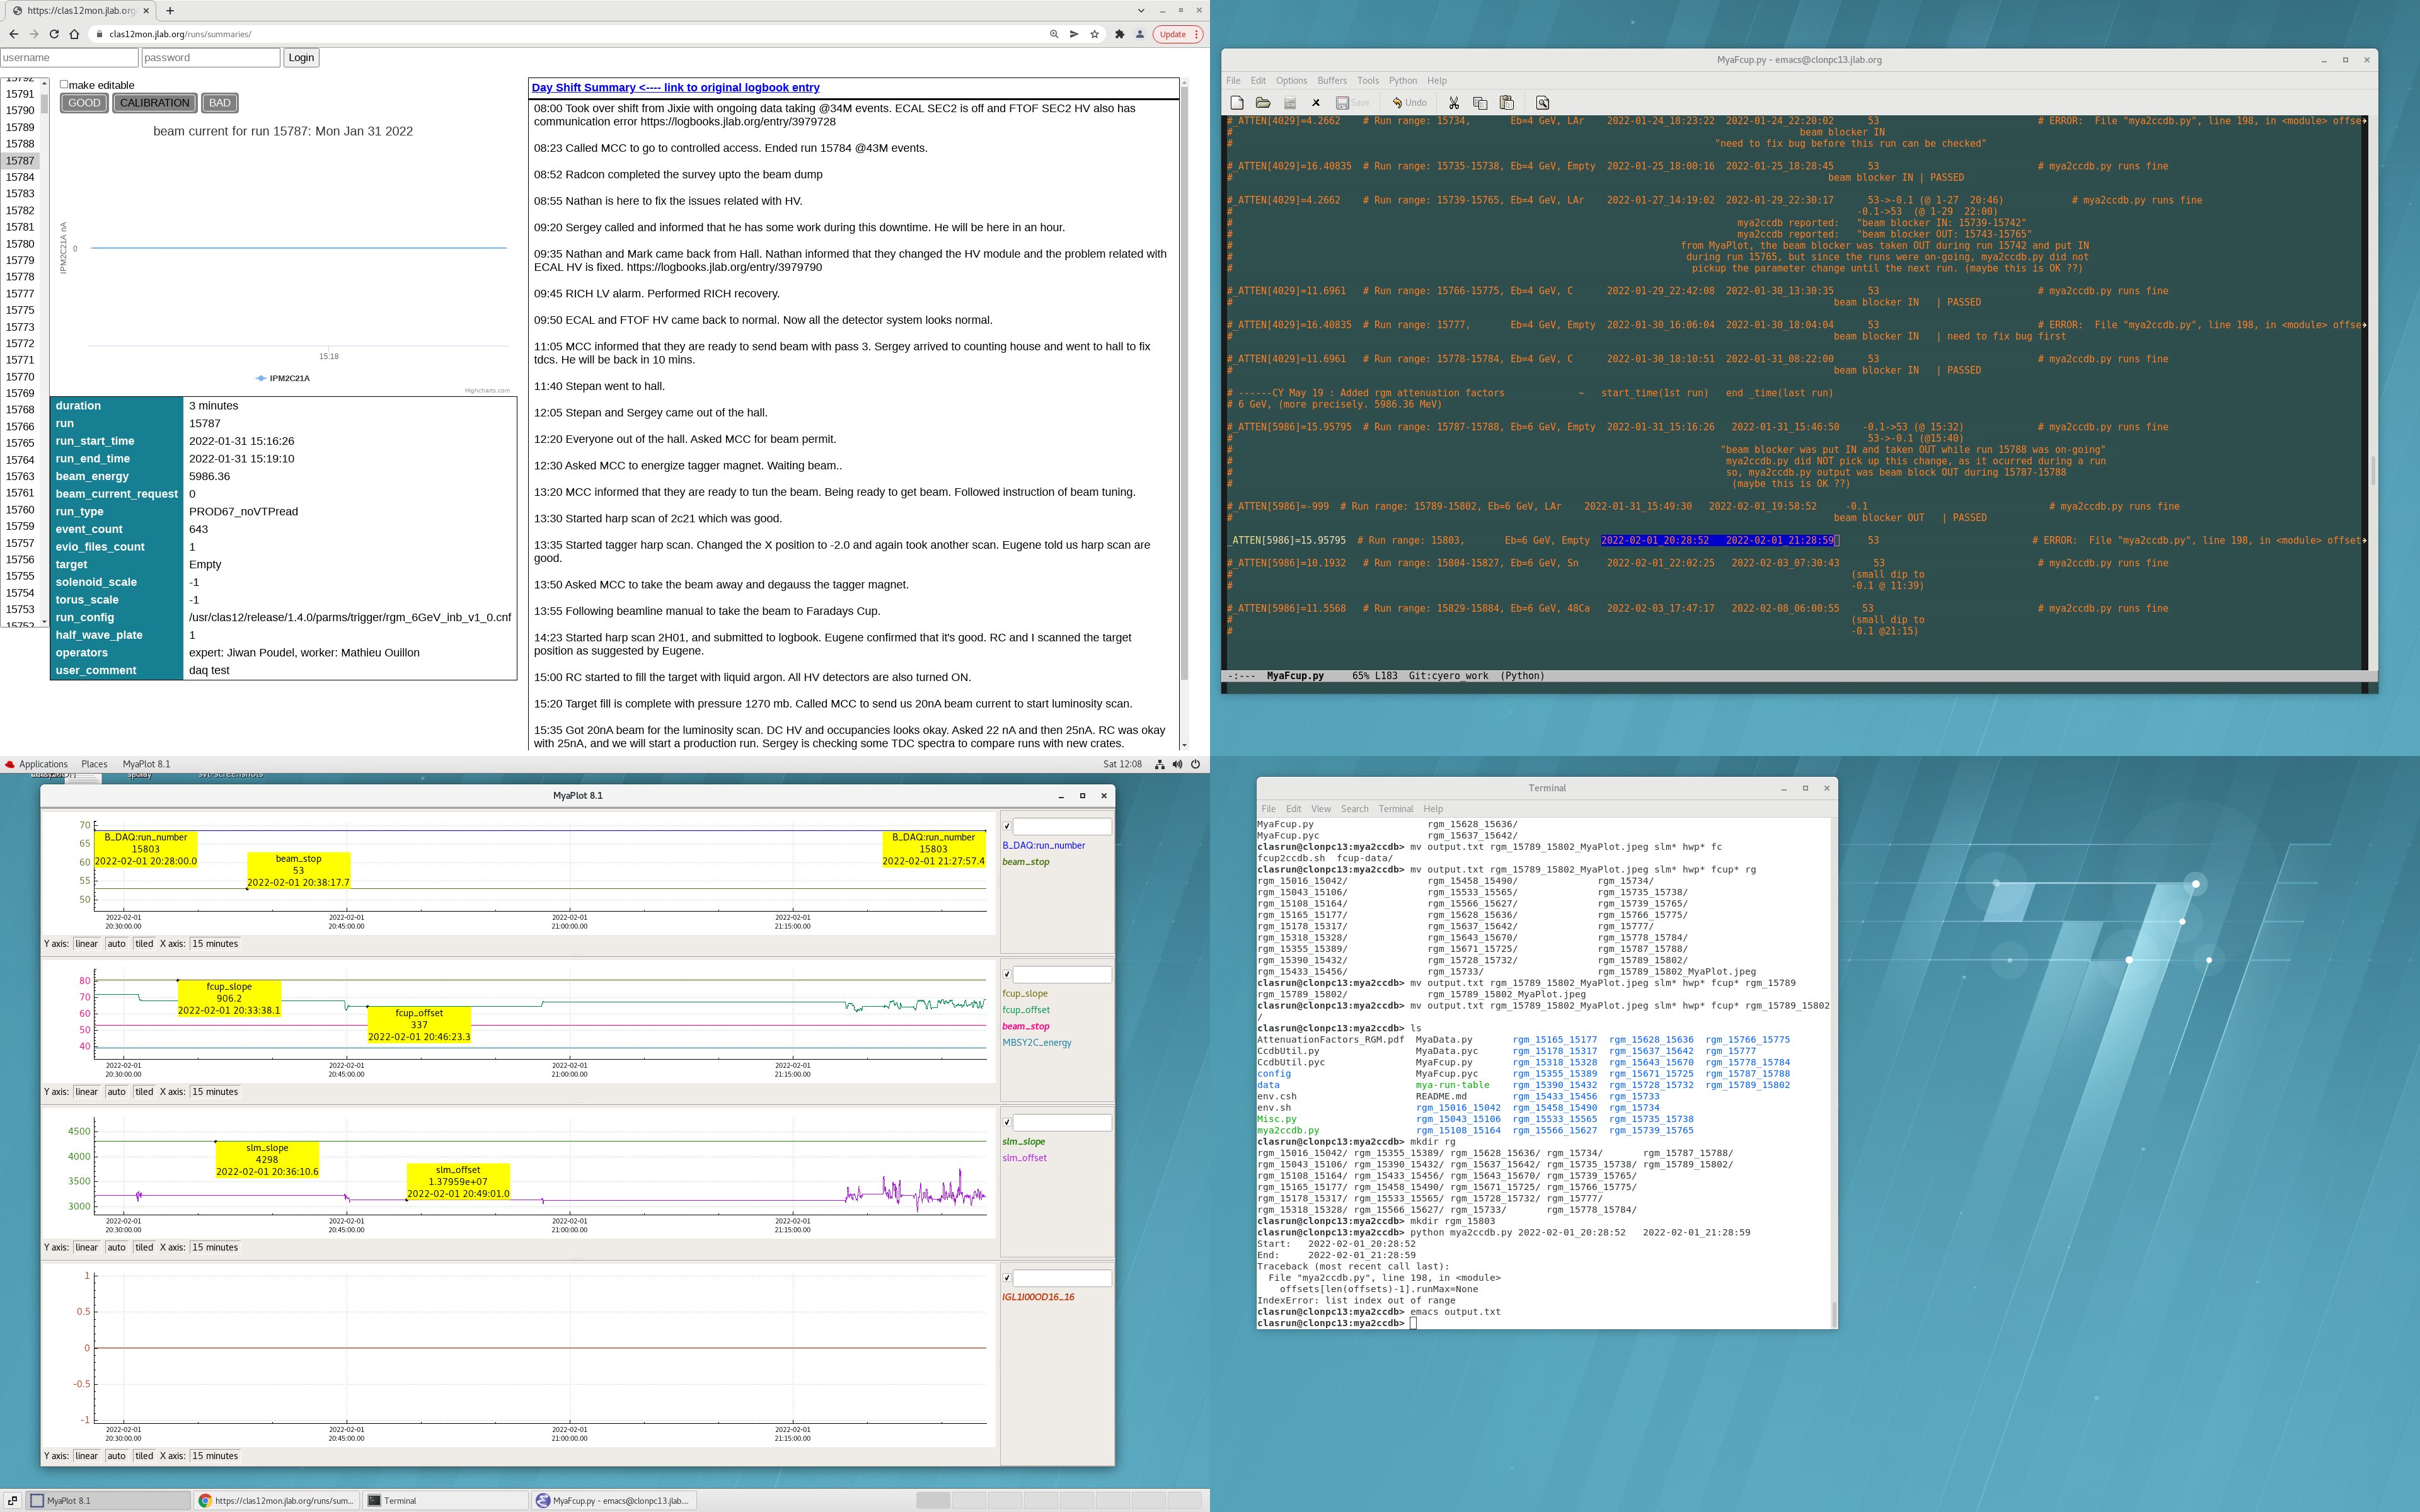 https://clas12mon.jlab.org
clas12mon.jlab.org/runs/summaries/
Update
username
password
Login
15792
15791
15790
15789
15788
15787
15784
15783
15782
15781
15780
15779
15778
15777
15775
15773
15772
15771
15770
15769
15768
15766
15765
15764
15763
15761
15760
15759
15757
15756
15755
15754
15753
15752
make editable
GOOD CALIBRATION BAD
beam current for run 15787: Mon Jan 31 2022
IPM2C21A nA
0
15:18
IPM2C21A
Highcharts.com
duration 3 minutes
run 15787
run_start_time 2022-01-31 15:16:26
run_end_time 2022-01-31 15:19:10
beam_energy 5986.36
beam_current_request 0
run_type PROD67_noVTPread
event_count 643
evio_files_count 1
target Empty
solenoid_scale -1
torus_scale -1
run_config /usr/clas12/release/1.4.0/parms/trigger/rgm_6GeV_inb_v1_0.cnf
half_wave_plate 1
operators expert: Jiwan Poudel, worker: Mathieu Ouillon
user_comment daq test
Day Shift Summary <---- link to original logbook entry
08:00 Took over shift from Jixie with ongoing data taking @34M events. ECAL SEC2 is off and FTOF SEC2 HV also has
communication error https://logbooks.jlab.org/entry/3979728
08:23 Called MCC to go to controlled access. Ended run 15784 @43M events.
08:52 Radcon completed the survey upto the beam dump
08:55 Nathan is here to fix the issues related with HV.
09:20 Sergey called and informed that he has some work during this downtime. He will be here in an hour.
09:35 Nathan and Mark came back from Hall. Nathan informed that they changed the HV module and the problem related with
ECAL HV is fixed. https://logbooks.jlab.org/entry/3979790
09:45 RICH LV alarm. Performed RICH recovery.
09:50 ECAL and FTOF HV came back to normal. Now all the detector system looks normal.
11:05 MCC informed that they are ready to send beam with pass 3. Sergey arrived to counting house and went to hall to fix
tdcs. He will be back in 10 mins.
11:40 Stepan went to hall.
12:05 Stepan and Sergey came out of the hall.
12:20 Everyone out of the hall. Asked MCC for beam permit.
12:30 Asked MCC to energize tagger magnet. Waiting beam..
13:20 MCC informed that they are ready to tun the beam. Being ready to get beam. Followed instruction of beam tuning.
13:30 Started harp scan of 2c21 which was good.
13:35 Started tagger harp scan. Changed the X position to -2.0 and again took another scan. Eugene told us harp scan are
good.
13:50 Asked MCC to take the beam away and degauss the tagger magnet.
13:55 Following beamline manual to take the beam to Faradays Cup.
14:23 Started harp scan 2H01, and submitted to logbook. Eugene confirmed that it's good. RC and I scanned the target
position as suggested by Eugene.
15:00 RC started to fill the target with liquid argon. All HV detectors are also turned ON.
15:20 Target fill is complete with pressure 1270 mb. Called MCC to send us 20nA beam current to start luminosity scan.
15:35 Got 20nA beam for the luminosity scan. DC HV and occupancies looks okay. Asked 22 nA and then 25nA. RC was okay
with 25nA, and we will start a production run. Sergey is checking some TDC spectra to compare runs with new crates.
MyaFcup.py - emacs@clonpc13.jlab.org
File Edit Options Buffers Tools Python Help
Save Undo
#_ATTEN[4029]=4.2662 # Run range: 15734, Eb=4 GeV, LAr 2022-01-24_18:23:22 2022-01-24_22:20:02 53 # ERROR: File "mya2ccdb.py", line 198, in <module> offse
# beam blocker IN
# "need to fix bug before this run can be checked"
#_ATTEN[4029]=16.40835 # Run range: 15735-15738, Eb=4 GeV, Empty 2022-01-25_18:00:16 2022-01-25_18:28:45 53 # mya2ccdb.py runs fine
# beam blocker IN | PASSED
#_ATTEN[4029]=4.2662 # Run range: 15739-15765, Eb=4 GeV, LAr 2022-01-27_14:19:02 2022-01-29_22:30:17 53->-0.1 (@ 1-27 20:46) # mya2ccdb.py runs fine
# -0.1->53 (@ 1-29 22:00)
# mya2ccdb reported: "beam blocker IN: 15739-15742"
# mya2ccdb reported: "beam blocker OUT: 15743-15765"
# from MyaPlot, the beam blocker was taken OUT during run 15742 and put IN
# during run 15765, but since the runs were on-going, mya2ccdb.py did not
# pickup the parameter change until the next run. (maybe this is OK ??)
#_ATTEN[4029]=11.6961 # Run range: 15766-15775, Eb=4 GeV, C 2022-01-29_22:42:08 2022-01-30_13:30:35 53 # mya2ccdb.py runs fine
# beam blocker IN | PASSED
#_ATTEN[4029]=16.40835 # Run range: 15777, Eb=4 GeV, Empty 2022-01-30_16:06:04 2022-01-30_18:04:04 53 # ERROR: File "mya2ccdb.py", line 198, in <module> offse
# beam blocker IN | need to fix bug first
#_ATTEN[4029]=11.6961 # Run range: 15778-15784, Eb=4 GeV, C 2022-01-30_18:10:51 2022-01-31_08:22:00 53 # mya2ccdb.py runs fine
# beam blocker IN | PASSED
# ------CY May 19 : Added rgm attenuation factors ~ start_time(1st run) end _time(last run)
# 6 GeV, (more precisely. 5986.36 MeV)
#_ATTEN[5986]=15.95795 # Run range: 15787-15788, Eb=6 GeV, Empty 2022-01-31_15:16:26 2022-01-31_15:46:50 -0.1->53 (@ 15:32) # mya2ccdb.py runs fine
# 53->-0.1 (@15:40)
# "beam blocker was put IN and taken OUT while run 15788 was on-going"
# mya2ccdb.py did NOT pick up this change, as it ocurred during a run
# so, mya2ccdb.py output was beam block OUT during 15787-15788
# (maybe this is OK ??)
#_ATTEN[5986]=-999 # Run range: 15789-15802, Eb=6 GeV, LAr 2022-01-31_15:49:30 2022-02-01_19:58:52 -0.1 # mya2ccdb.py runs fine
# beam blocker OUT | PASSED
_ATTEN[5986]=15.95795 # Run range: 15803, Eb=6 GeV, Empty 2022-02-01_20:28:52 2022-02-01_21:28:59 53 # ERROR: File "mya2ccdb.py", line 198, in <module> offset
#_ATTEN[5986]=10.1932 # Run range: 15804-15827, Eb=6 GeV, Sn 2022-02-01_22:02:25 2022-02-03_07:30:43 53 # mya2ccdb.py runs fine
# (small dip to
# -0.1 @ 11:39)
#_ATTEN[5986]=11.5568 # Run range: 15829-15884, Eb=6 GeV, 48Ca 2022-02-03_17:47:17 2022-02-08_06:00:55 53 # mya2ccdb.py runs fine
# (small dip to
# -0.1 @21:15)
-:--- MyaFcup.py 65% L183 Git:cyero_work (Python)
Applications Places MyaPlot 8.1 Sat 12:08
MyaPlot 8.1
70
65
60
55
50
B_DAQ:run_number
15803
2022-02-01 20:28:00.0
beam_stop
53
2022-02-01 20:38:17.7
B_DAQ:run_number
15803
2022-02-01 21:27:57.4
B_DAQ:run_number
beam_stop
2022-02-01 2022-02-01 2022-02-01 2022-02-01
20:30:00.00 20:45:00.00 21:00:00.00 21:15:00.00
Y axis: linear auto tiled X axis: 15 minutes
80
70
60
50
40
fcup_slope
906.2
2022-02-01 20:33:38.1
fcup_offset
337
2022-02-01 20:46:23.3
fcup_slope
fcup_offset
beam_stop
MBSY2C_energy
2022-02-01 2022-02-01 2022-02-01 2022-02-01
20:30:00.00 20:45:00.00 21:00:00.00 21:15:00.00
Y axis: linear auto tiled X axis: 15 minutes
4500
4000
3500
3000
slm_slope
4298
2022-02-01 20:36:10.6
slm_offset
1.37959e+07
2022-02-01 20:49:01.0
slm_slope
slm_offset
2022-02-01 2022-02-01 2022-02-01 2022-02-01
20:30:00.00 20:45:00.00 21:00:00.00 21:15:00.00
Y axis: linear auto tiled X axis: 15 minutes
1
0.5
0
-0.5
-1
IGL1I00OD16_16
2022-02-01 2022-02-01 2022-02-01 2022-02-01
20:30:00.00 20:45:00.00 21:00:00.00 21:15:00.00
Y axis: linear auto tiled X axis: 15 minutes
MyaPlot 8.1 https://clas12mon.jlab.org/runs/sum... Terminal MyaFcup.py - emacs@clonpc13.jlab....
Terminal
File Edit View Search Terminal Help
MyaFcup.py rgm_15628_15636/
MyaFcup.pyc rgm_15637_15642/
clasrun@clonpc13:mya2ccdb> mv output.txt rgm_15789_15802_MyaPlot.jpeg slm* hwp* fc
fcup2ccdb.sh fcup-data/
clasrun@clonpc13:mya2ccdb> mv output.txt rgm_15789_15802_MyaPlot.jpeg slm* hwp* fcup* rg
rgm_15016_15042/ rgm_15458_15490/ rgm_15734/
rgm_15043_15106/ rgm_15533_15565/ rgm_15735_15738/
rgm_15108_15164/ rgm_15566_15627/ rgm_15739_15765/
rgm_15165_15177/ rgm_15628_15636/ rgm_15766_15775/
rgm_15178_15317/ rgm_15637_15642/ rgm_15777/
rgm_15318_15328/ rgm_15643_15670/ rgm_15778_15784/
rgm_15355_15389/ rgm_15671_15725/ rgm_15787_15788/
rgm_15390_15432/ rgm_15728_15732/ rgm_15789_15802/
rgm_15433_15456/ rgm_15733/ rgm_15789_15802_MyaPlot.jpeg
clasrun@clonpc13:mya2ccdb> mv output.txt rgm_15789_15802_MyaPlot.jpeg slm* hwp* fcup* rgm_15789
rgm_15789_15802/ rgm_15789_15802_MyaPlot.jpeg
clasrun@clonpc13:mya2ccdb> mv output.txt rgm_15789_15802_MyaPlot.jpeg slm* hwp* fcup* rgm_15789_15802
/
clasrun@clonpc13:mya2ccdb> ls
AttenuationFactors_RGM.pdf MyaData.py rgm_15165_15177 rgm_15628_15636 rgm_15766_15775
CcdbUtil.py MyaData.pyc rgm_15178_15317 rgm_15637_15642 rgm_15777
CcdbUtil.pyc MyaFcup.py rgm_15318_15328 rgm_15643_15670 rgm_15778_15784
config MyaFcup.pyc rgm_15355_15389 rgm_15671_15725 rgm_15787_15788
data mya-run-table rgm_15390_15432 rgm_15728_15732 rgm_15789_15802
env.csh README.md rgm_15433_15456 rgm_15733
env.sh rgm_15016_15042 rgm_15458_15490 rgm_15734
Misc.py rgm_15043_15106 rgm_15533_15565 rgm_15735_15738
mya2ccdb.py rgm_15108_15164 rgm_15566_15627 rgm_15739_15765
clasrun@clonpc13:mya2ccdb> mkdir rg
rgm_15016_15042/ rgm_15355_15389/ rgm_15628_15636/ rgm_15734/ rgm_15787_15788/
rgm_15043_15106/ rgm_15390_15432/ rgm_15637_15642/ rgm_15735_15738/ rgm_15789_15802/
rgm_15108_15164/ rgm_15433_15456/ rgm_15643_15670/ rgm_15739_15765/
rgm_15165_15177/ rgm_15458_15490/ rgm_15671_15725/ rgm_15766_15775/
rgm_15178_15317/ rgm_15533_15565/ rgm_15728_15732/ rgm_15777/
rgm_15318_15328/ rgm_15566_15627/ rgm_15733/ rgm_15778_15784/
clasrun@clonpc13:mya2ccdb> mkdir rgm_15803
clasrun@clonpc13:mya2ccdb> python mya2ccdb.py 2022-02-01_20:28:52 2022-02-01_21:28:59
Start: 2022-02-01_20:28:52
End: 2022-02-01_21:28:59
Traceback (most recent call last):
File "mya2ccdb.py", line 198, in <module>
offsets[len(offsets)-1].runMax=None
IndexError: list index out of range
clasrun@clonpc13:mya2ccdb> emacs output.txt
clasrun@clonpc13:mya2ccdb>